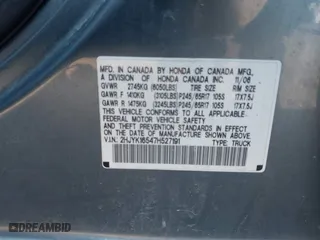 MFD. IN CANADA BY HONDA OF CANADA MFG.
A DIVISION OF HONDA CANADA INC. 11/06
GVWR 2745KG (6050LBS) TIRE SIZE RIM SIZE
GAWR F 1410KG (3105LBS) P245/65R17 105S 17X7.5J
GAWR R 1475KG (3245LBS) P245/65R17 105S 17X7.5J
THIS VEHICLE CONFORMS TO ALL APPLICABLE
FEDERAL MOTOR VEHICLE SAFETY AND THEFT
PREVENTION STANDARDS IN EFFECT ON THE DATE
OF MANUFACTURE SHOWN ABOVE.
V.I.N: 2HJYK16547H527191 TYPE: TRUCK